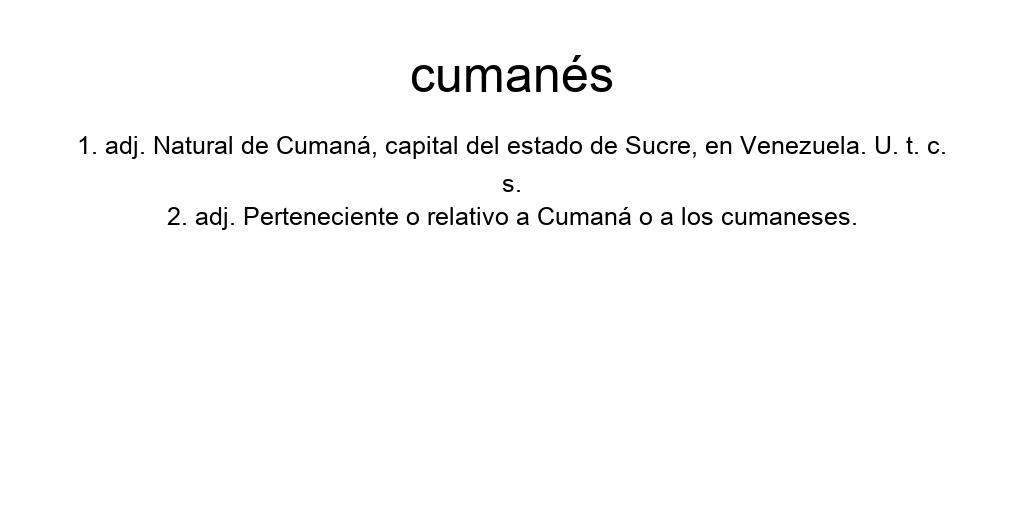 cumanés
1. adj. Natural de Cumaná, capital del estado de Sucre, en Venezuela. U. t. c.
s.
2. adj. Perteneciente o relativo a Cumaná o a los cumaneses.